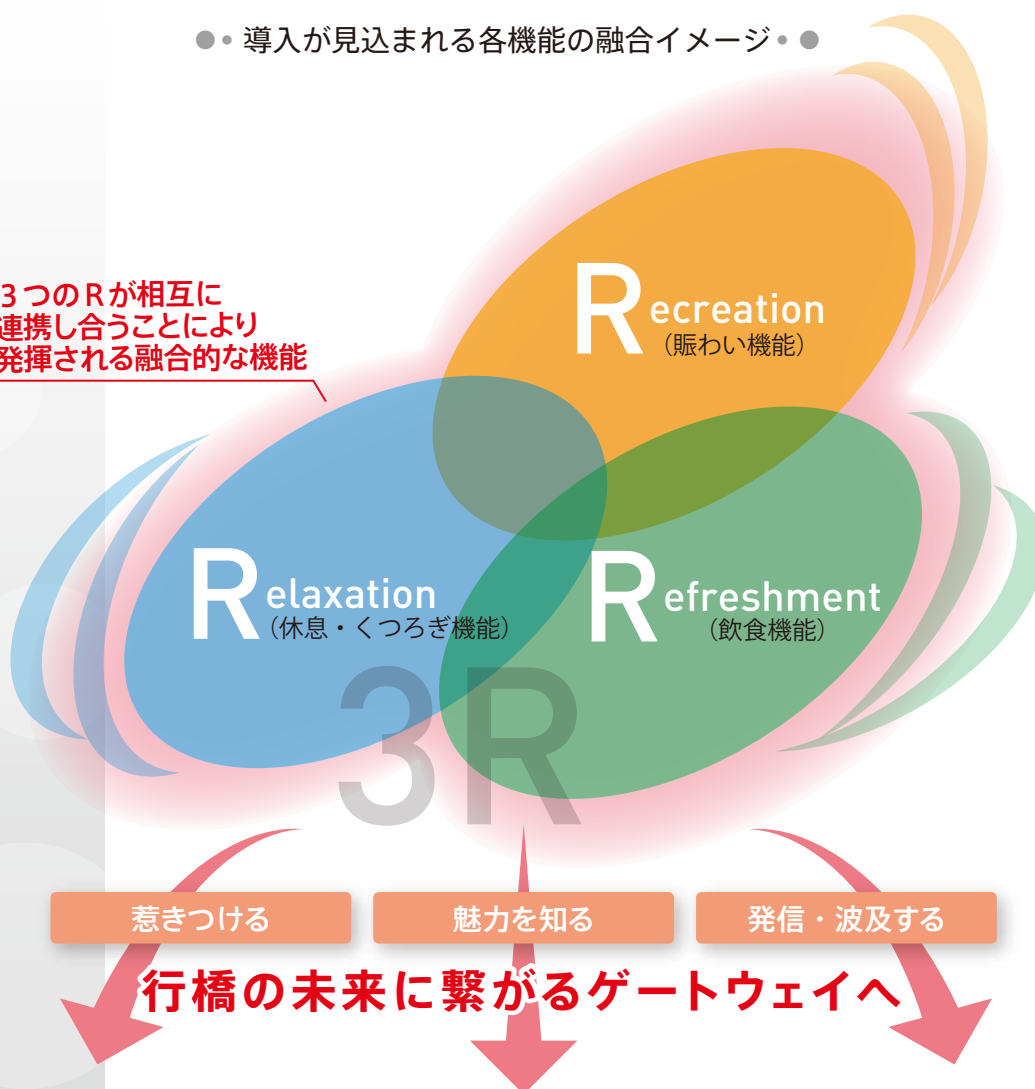 導入が見込まれる各機能の融合イメージ
3つのRが相互に
連携し合うことにより
発揮される融合的な機能
Recreation
（賑わい機能）
Relaxation
（休息・くつろぎ機能）
Refreshment
（飲食機能）
3R
惹きつける
魅力を知る
発信・波及する
行橋の未来に繋がるゲートウェイへ